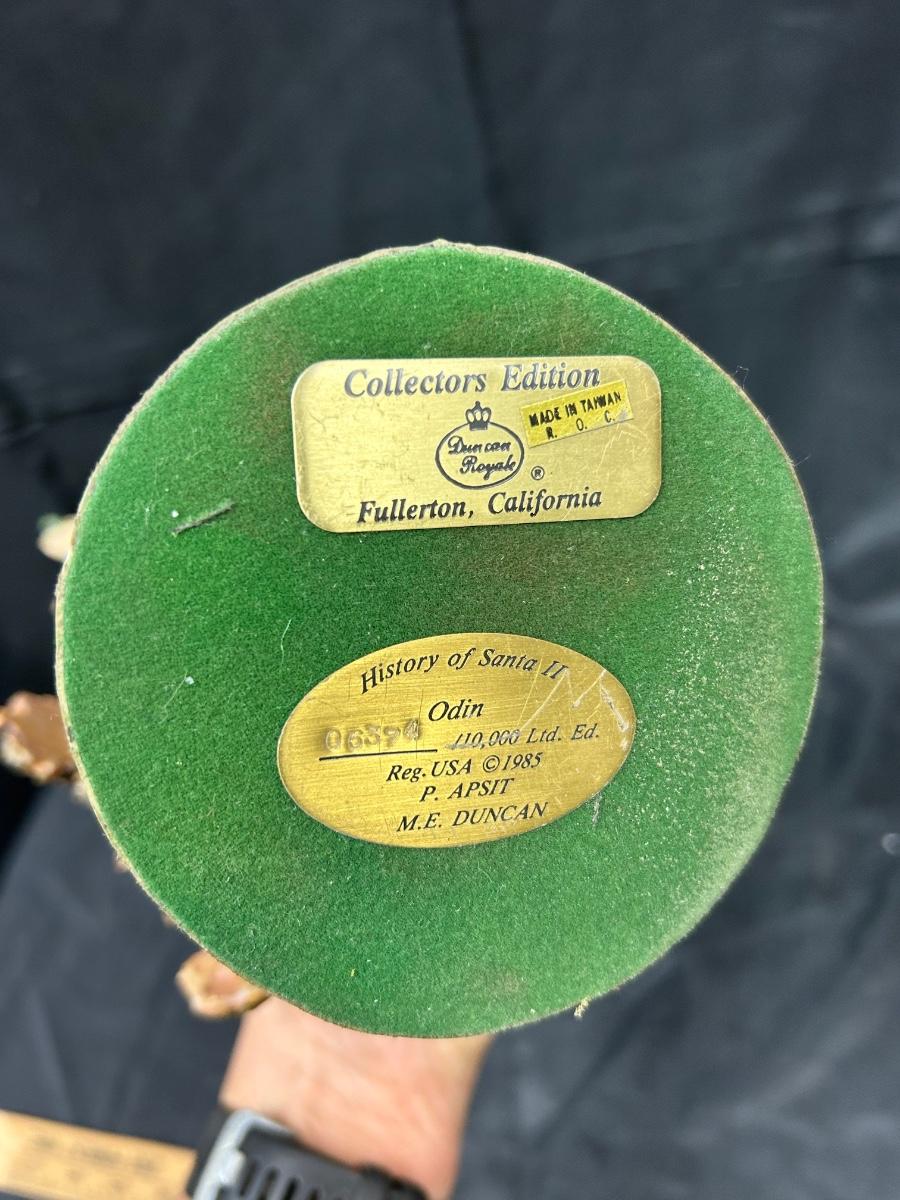 Collectors Edition
MADE IN TAIWAN
R. O. C.
Duncan
Royale ®
Fullerton, California
History of Santa II
Odin
06394 /10,000 Ltd. Ed.
Reg. USA ©1985
P. APSIT
M.E. DUNCAN